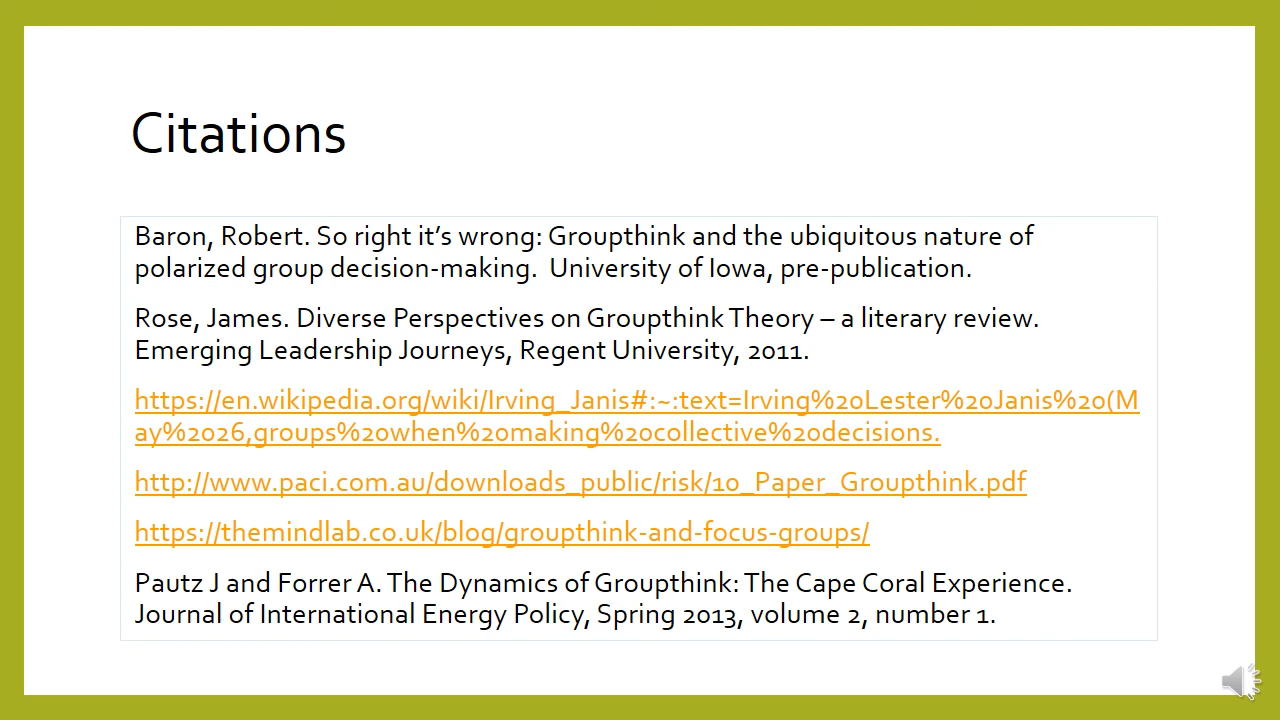 Citations
Baron, Robert. So right it’s wrong: Groupthink and the ubiquitous nature of
polarized group decision-making.  University of Iowa, pre-publication.
Rose, James. Diverse Perspectives on Groupthink Theory – a literary review.
Emerging Leadership Journeys, Regent University, 2011.
https://en.wikipedia.org/wiki/Irving_Janis#:~:text=Irving%20Lester%20Janis%20(M
ay%2026,groups%20when%20making%20collective%20decisions.
http://www.paci.com.au/downloads_public/risk/10_Paper_Groupthink.pdf
https://themindlab.co.uk/blog/groupthink-and-focus-groups/
Pautz J and Forrer A. The Dynamics of Groupthink: The Cape Coral Experience.
Journal of International Energy Policy, Spring 2013, volume 2, number 1.